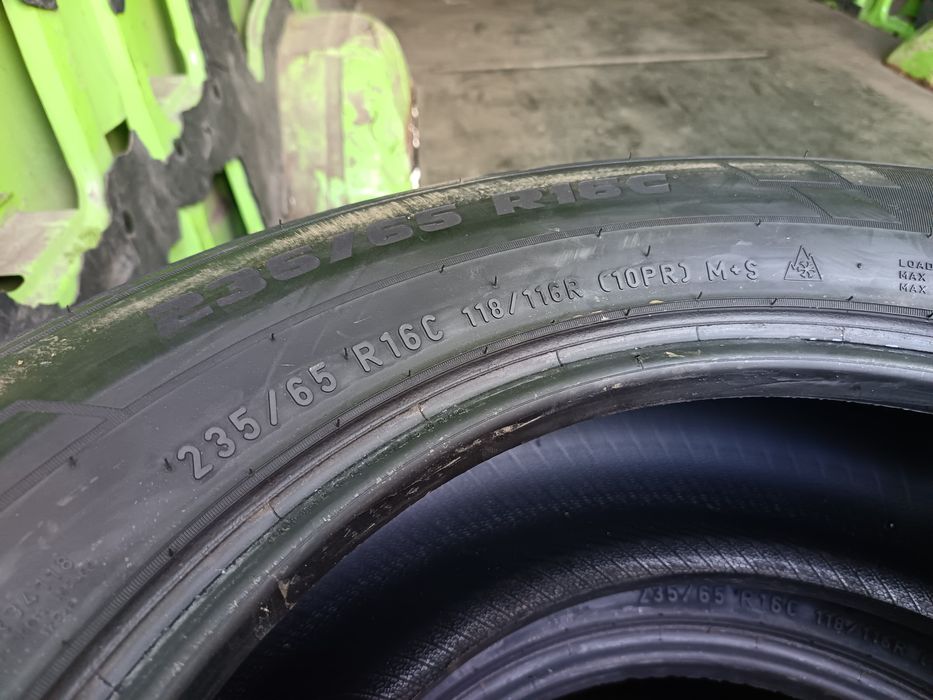 235/65 R16C
235/65 R16C 118/116R (10PR) M+S
LOAD
MAX
MAX
235/65 R16C 118/116R